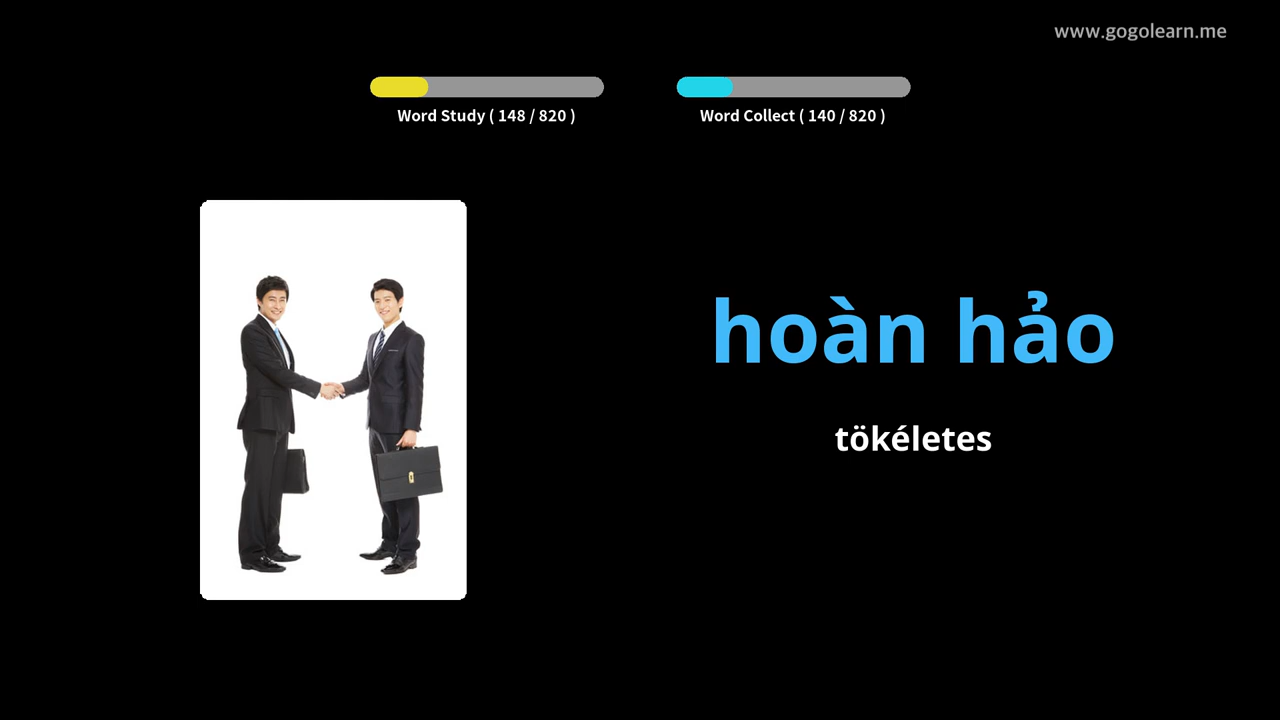 www.gogolearn.me
Word Study ( 148 / 820 )
Word Collect ( 140 / 820 )
hoàn hảo
tökéletes